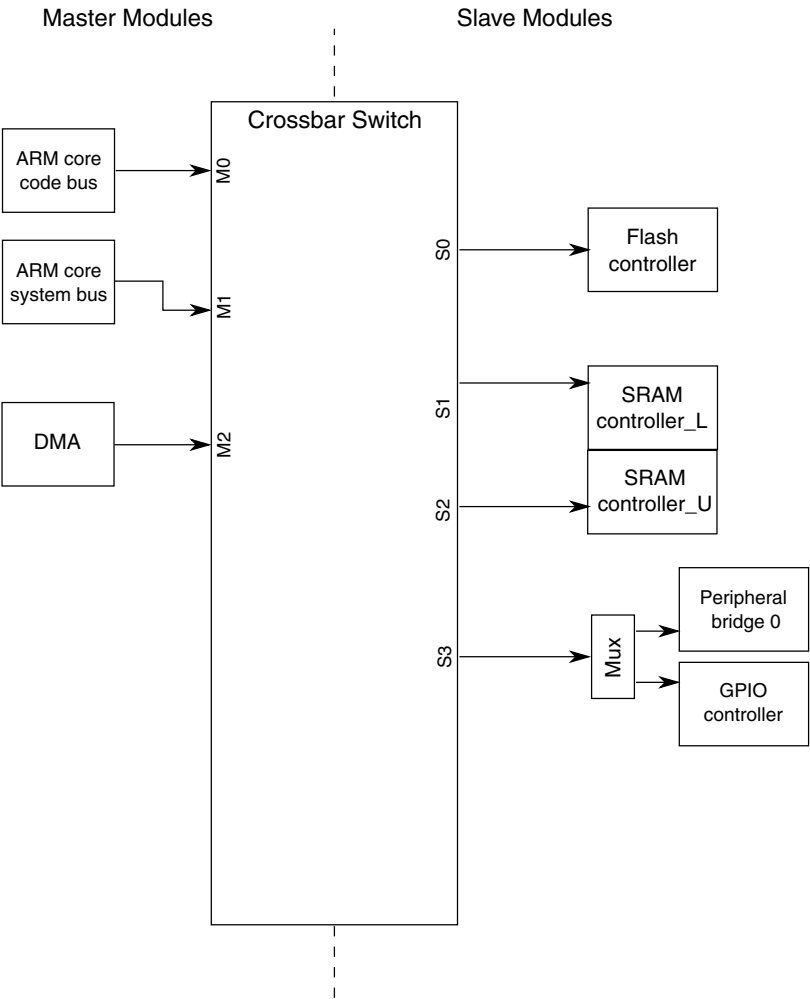 Master Modules
Slave Modules
Crossbar Switch
ARM core
code bus
M0
ARM core
system bus
M1
DMA
M2
S0
Flash
controller
S1
SRAM
controller_L
S2
SRAM
controller_U
S3
Mux
Peripheral
bridge 0
GPIO
controller